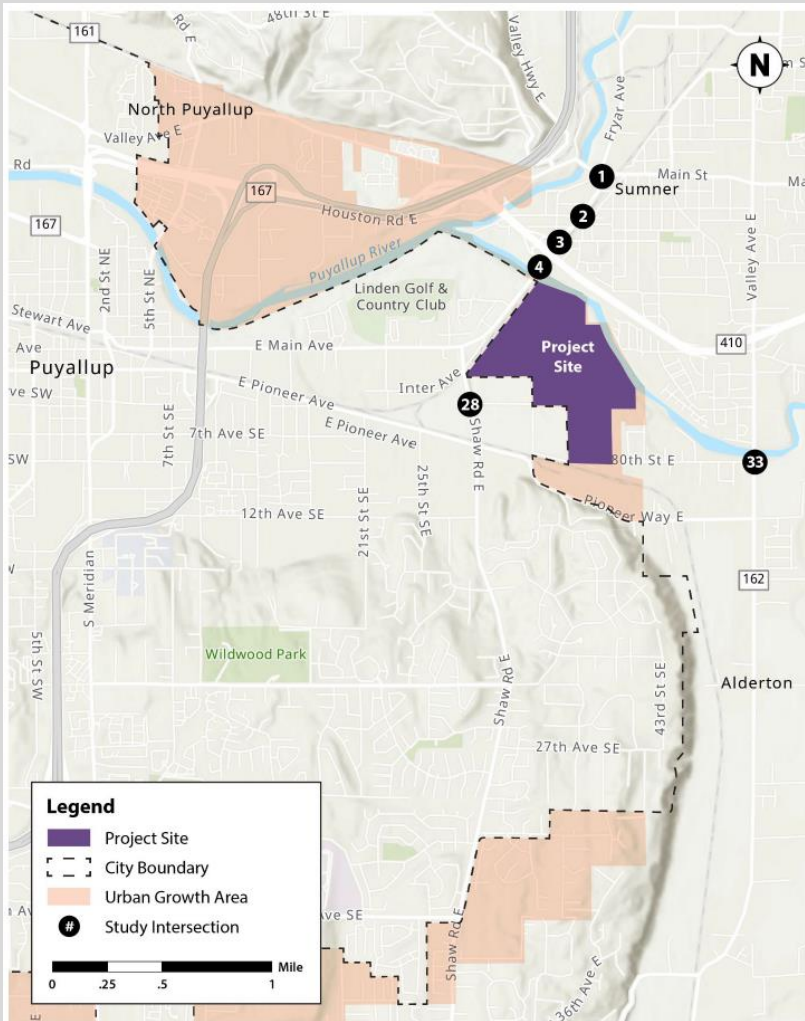 48th St E
161
Rd E
Valley Hwy E
Fryar Ave
N
North Puyallup
Valley Ave E
Rd
167
1
Main St
Sumner
2
167
Houston Rd E
3
Puyallup River
4
Valley Ave E
2nd St NE
5th St NE
Linden Golf &
Country Club
Stewart Ave
E Main Ave
Project
Site
410
Ave
Puyallup
Inter Ave
E Pioneer Ave
28
7th Ave SE
E Pioneer Ave
Shaw Rd E
80th St E
33
7th St SE
25th St SE
21st St SE
12th Ave SE
Pioneer Way E
S Meridian
162
5th St SW
Wildwood Park
Shaw Rd E
43rd St SE
Alderton
27th Ave SE
Legend
Project Site
City Boundary
Urban Growth Area
# Study Intersection
Mile
0 .25 .5 1
Ave SE
Shaw Rd E
36th Ave E